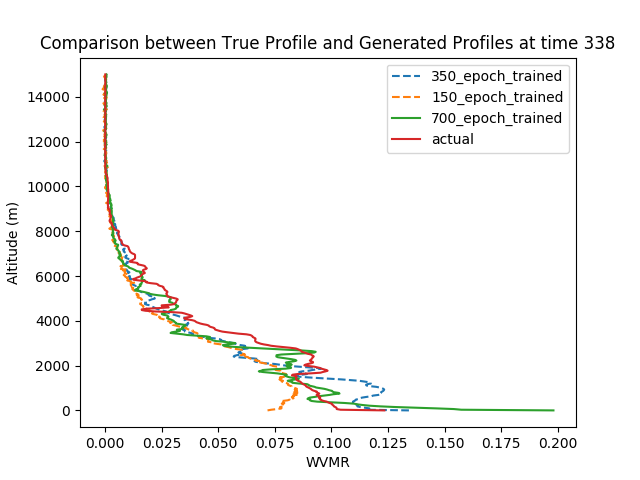 Comparison between True Profile and Generated Profiles at time 338
350_epoch_trained
150_epoch_trained
700_epoch_trained
actual
Altitude (m)
14000
12000
10000
8000
6000
4000
2000
0
0.000 0.025 0.050 0.075 0.100 0.125 0.150 0.175 0.200
WVMR